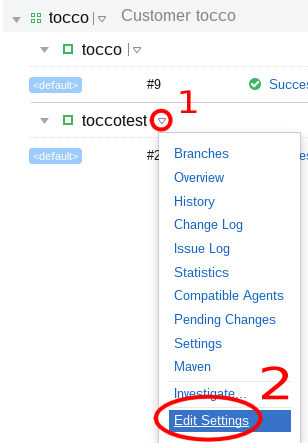 tocco Customer tocco
tocco
<default> #9 Succe
1
toccotest
<default> #2
Branches
Overview
History
Change Log
Issue Log
Statistics
Compatible Agents
Pending Changes
Settings
Maven
2
Investigate...
Edit Settings